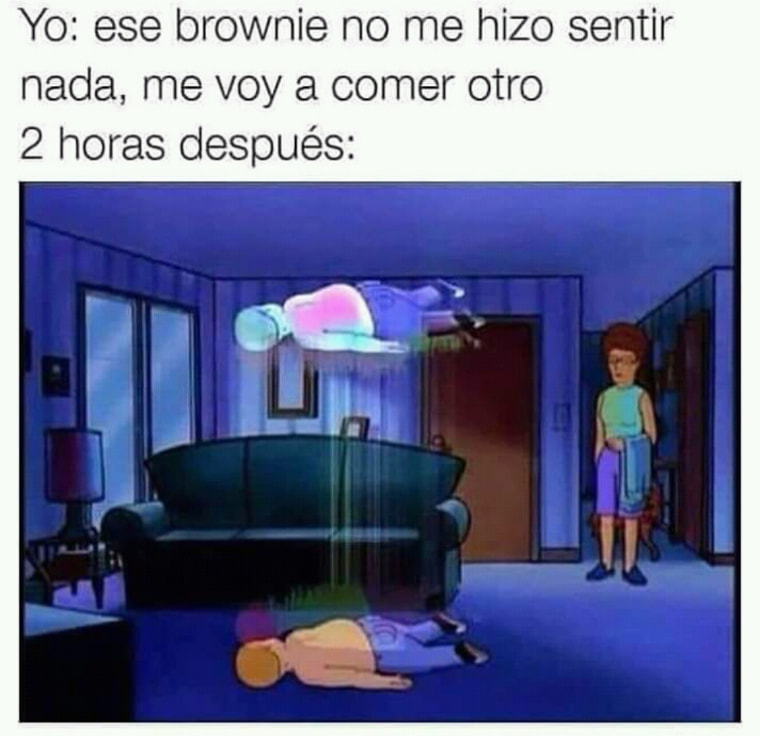 Yo: ese brownie no me hizo sentir
nada, me voy a comer otro
2 horas después: